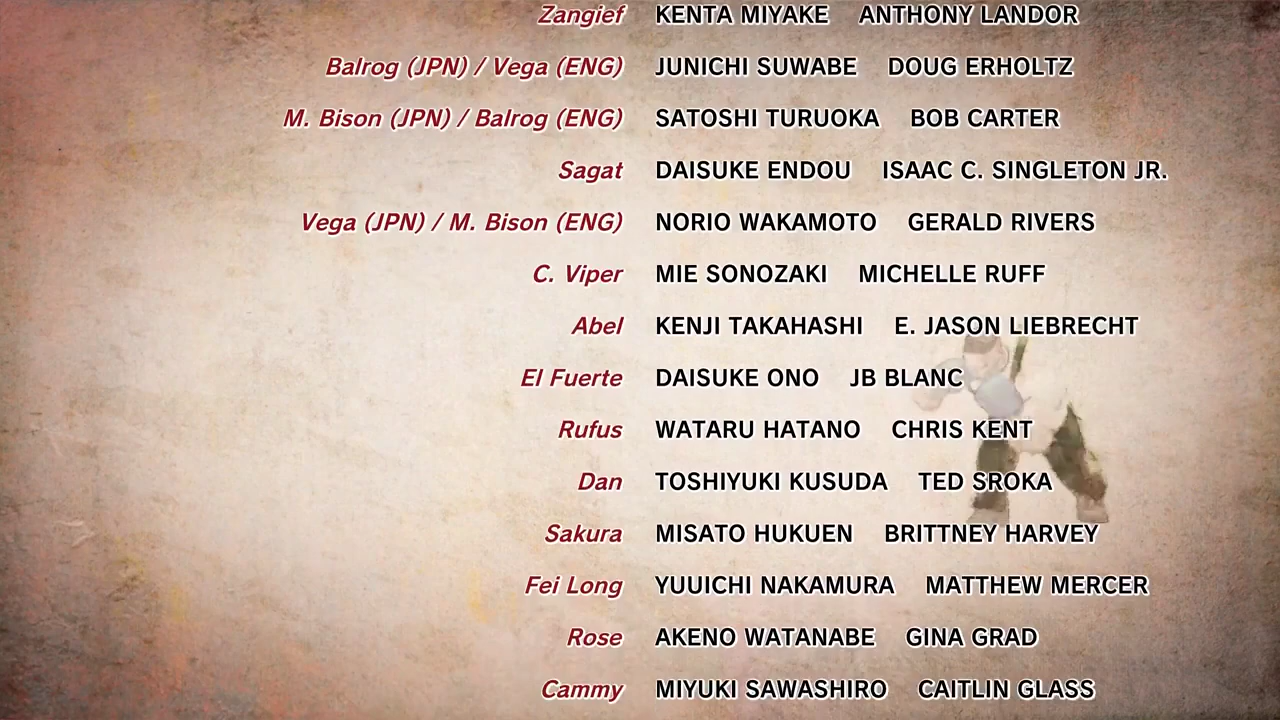 Zangief KENTA MIYAKE ANTHONY LANDOR
Balrog (JPN) / Vega (ENG) JUNICHI SUWABE DOUG ERHOLTZ
M. Bison (JPN) / Balrog (ENG) SATOSHI TURUOKA BOB CARTER
Sagat DAISUKE ENDOU ISAAC C. SINGLETON JR.
Vega (JPN) / M. Bison (ENG) NORIO WAKAMOTO GERALD RIVERS
C. Viper MIE SONOZAKI MICHELLE RUFF
Abel KENJI TAKAHASHI E. JASON LIEBRECHT
El Fuerte DAISUKE ONO JB BLANC
Rufus WATARU HATANO CHRIS KENT
Dan TOSHIYUKI KUSUDA TED SROKA
Sakura MISATO HUKUEN BRITTNEY HARVEY
Fei Long YUUICHI NAKAMURA MATTHEW MERCER
Rose AKENO WATANABE GINA GRAD
Cammy MIYUKI SAWASHIRO CAITLIN GLASS